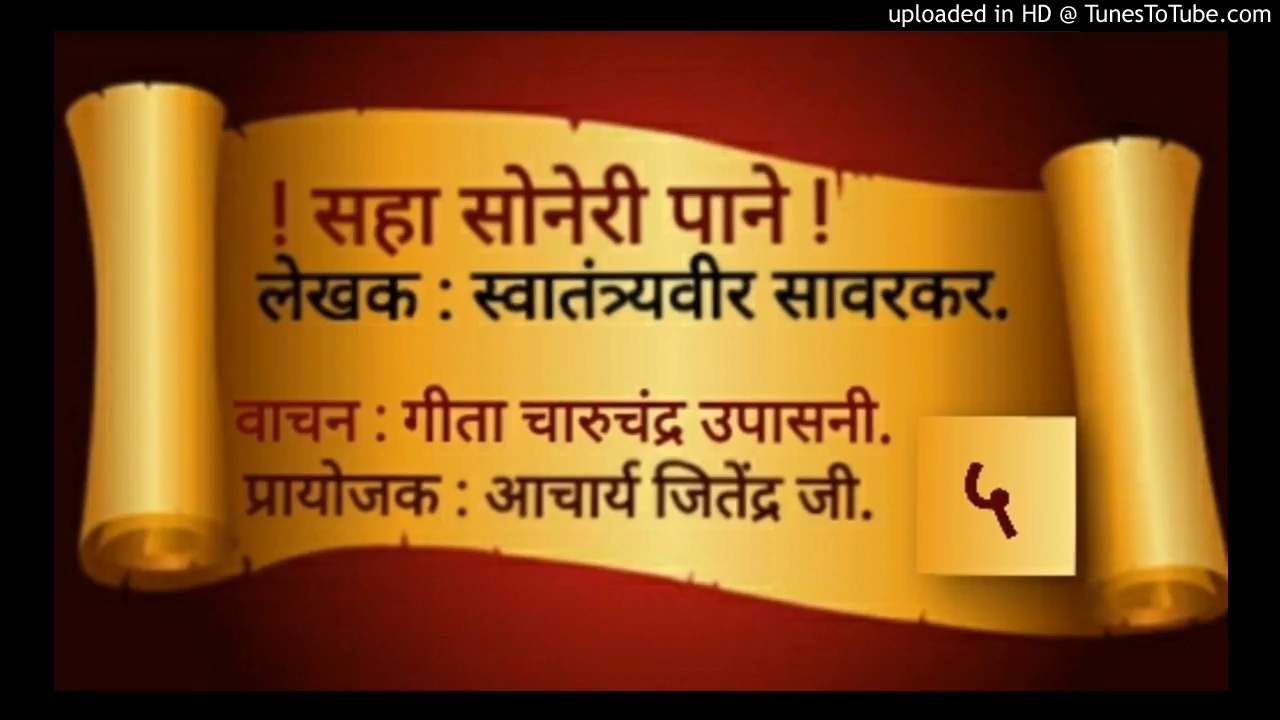 uploaded in HD @ TunesToTube.com
! सहा सोनेरी पाने !
लेखक : स्वातंत्र्यवीर सावरकर.
वाचन : गीता चारुचंद्र उपासनी.
प्रायोजक : आचार्य जितेंद्र जी.
५